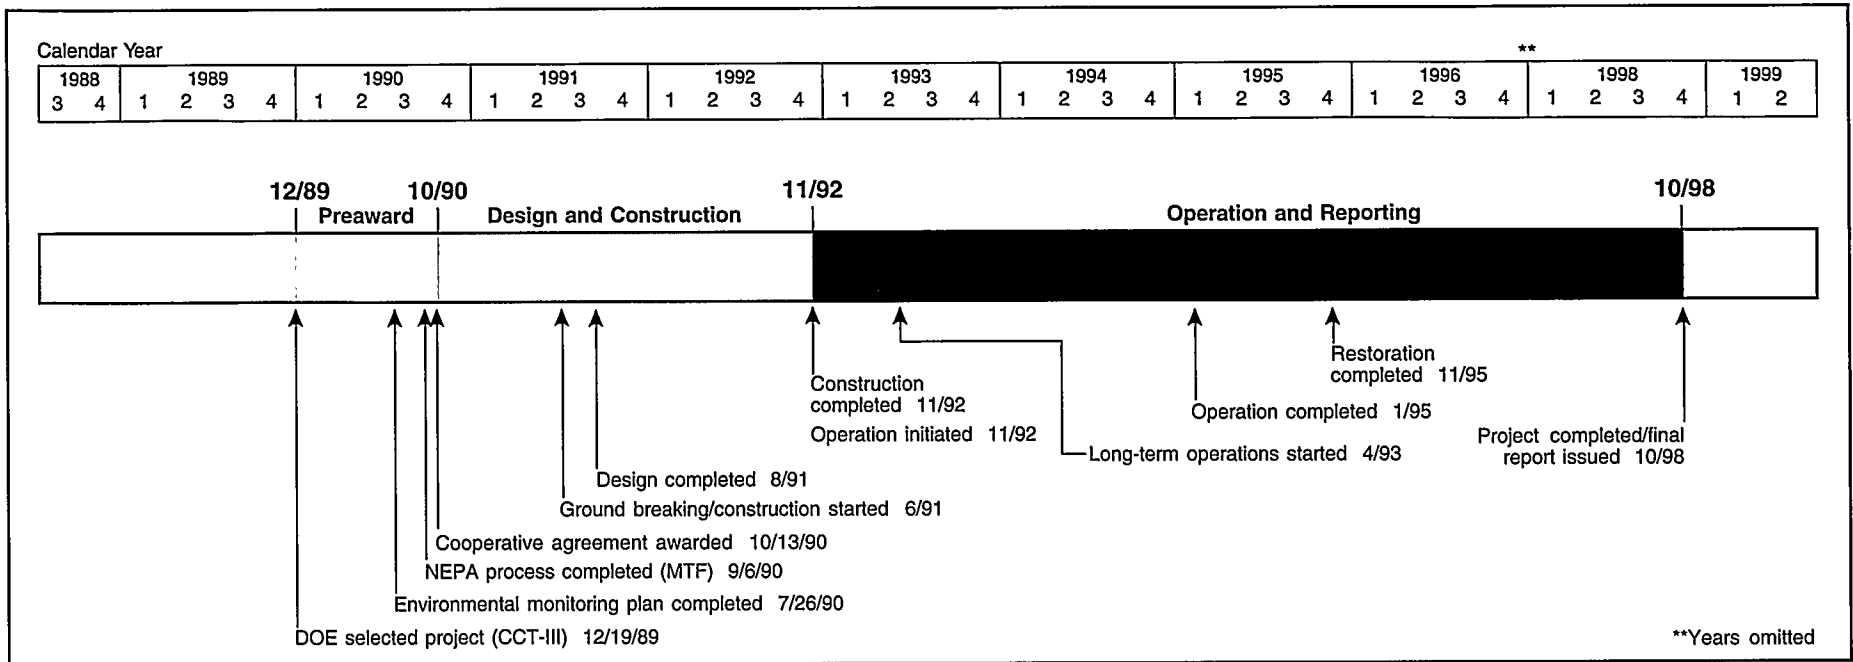 Calendar Year
**
1988 1989 1990 1991 1992 1993 1994 1995 1996 1998 1999
3 4 1 2 3 4 1 2 3 4 1 2 3 4 1 2 3 4 1 2 3 4 1 2 3 4 1 2 3 4 1 2 3 4 1 2 3 4 1 2
12/89 10/90 11/92 10/98
Preaward Design and Construction Operation and Reporting
Restoration
completed 11/95
Construction
completed 11/92
Operation initiated 11/92
Operation completed 1/95
Long-term operations started 4/93
Project completed/final
report issued 10/98
Design completed 8/91
Ground breaking/construction started 6/91
Cooperative agreement awarded 10/13/90
NEPA process completed (MTF) 9/6/90
Environmental monitoring plan completed 7/26/90
DOE selected project (CCT-III) 12/19/89
**Years omitted